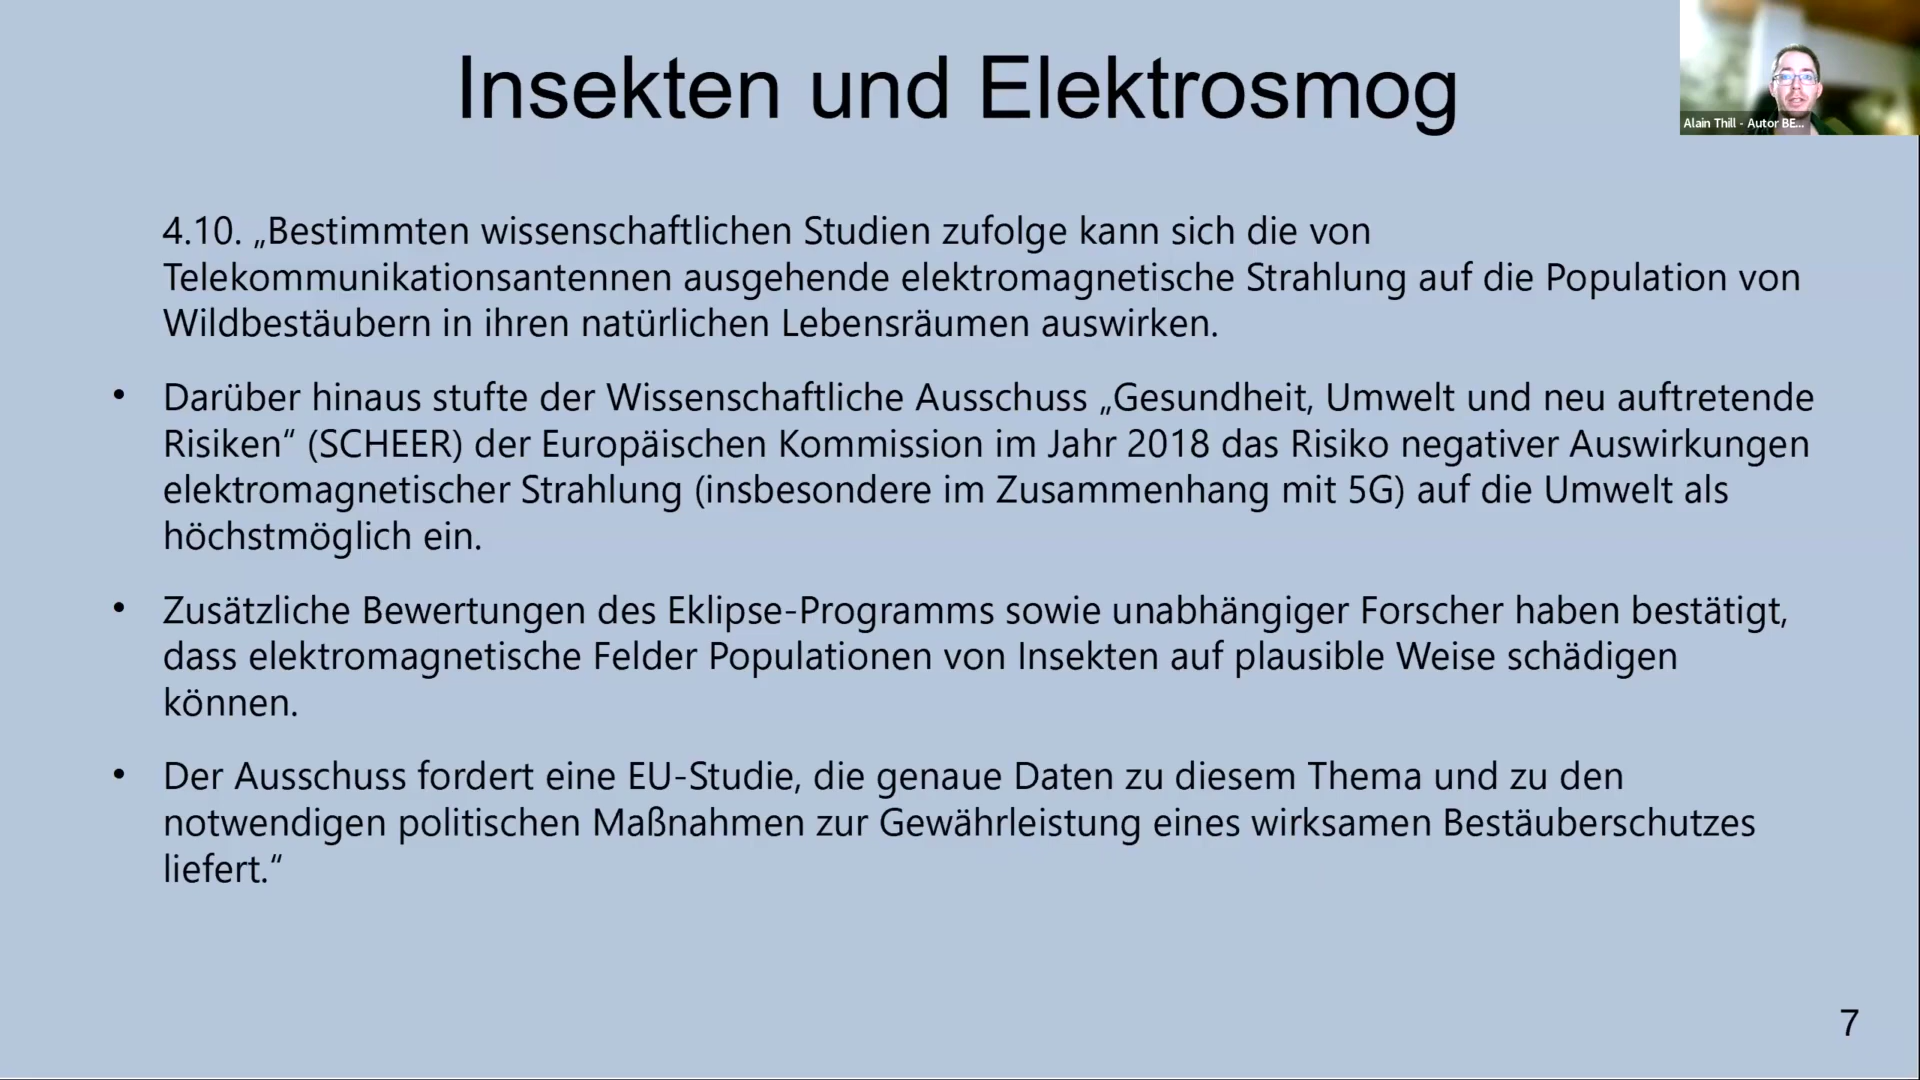 Insekten und Elektrosmog
Alain Thill - Autor BE...
4.10. „Bestimmten wissenschaftlichen Studien zufolge kann sich die von
Telekommunikationsantennen ausgehende elektromagnetische Strahlung auf die Population von
Wildbestäubern in ihren natürlichen Lebensräumen auswirken.
• Darüber hinaus stufte der Wissenschaftliche Ausschuss „Gesundheit, Umwelt und neu auftretende
Risiken“ (SCHEER) der Europäischen Kommission im Jahr 2018 das Risiko negativer Auswirkungen
elektromagnetischer Strahlung (insbesondere im Zusammenhang mit 5G) auf die Umwelt als
höchstmöglich ein.
• Zusätzliche Bewertungen des Eklipse-Programms sowie unabhängiger Forscher haben bestätigt,
dass elektromagnetische Felder Populationen von Insekten auf plausible Weise schädigen
können.
• Der Ausschuss fordert eine EU-Studie, die genaue Daten zu diesem Thema und zu den
notwendigen politischen Maßnahmen zur Gewährleistung eines wirksamen Bestäuberschutzes
liefert.“
7